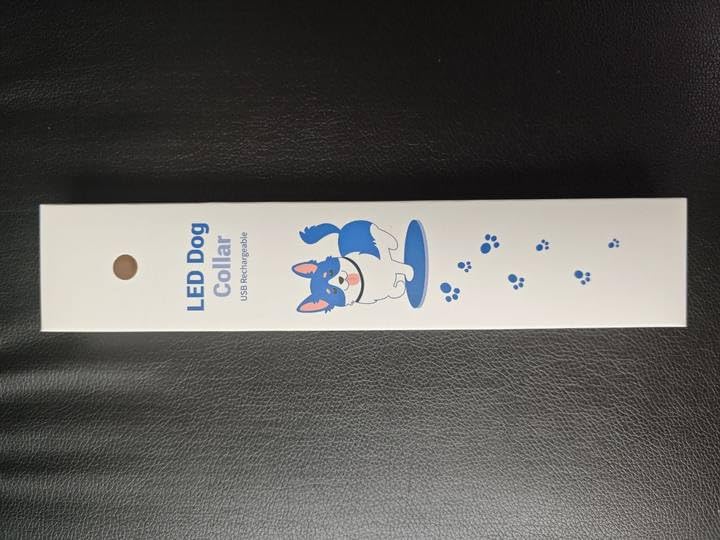 LED Dog
Collar
USB Rechargeable